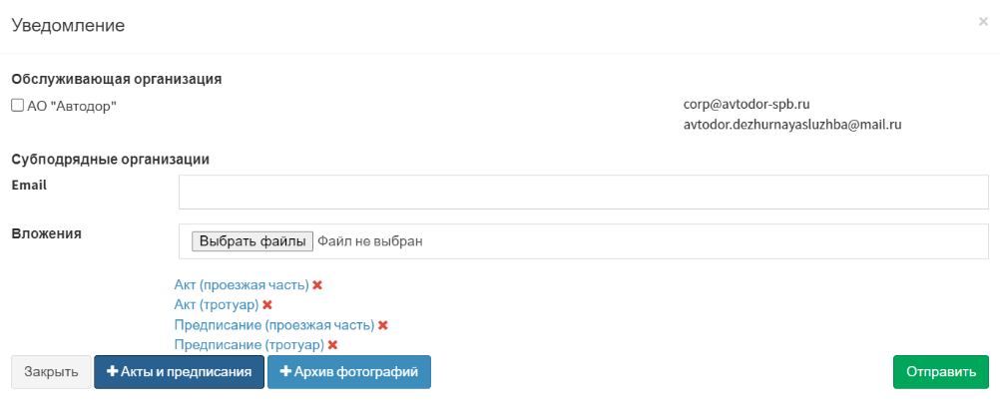 Уведомление ×
Обслуживающая организация
АО "Автодор" corp@avtodor-spb.ru
avtodor.dezhurnayasluzhba@mail.ru
Субподрядные организации
Email
Вложения Выбрать файлы Файл не выбран
Акт (проезжая часть) ✖
Акт (тротуар) ✖
Предписание (проезжая часть) ✖
Предписание (тротуар) ✖
Закрыть +Акты и предписания +Архив фотографий Отправить